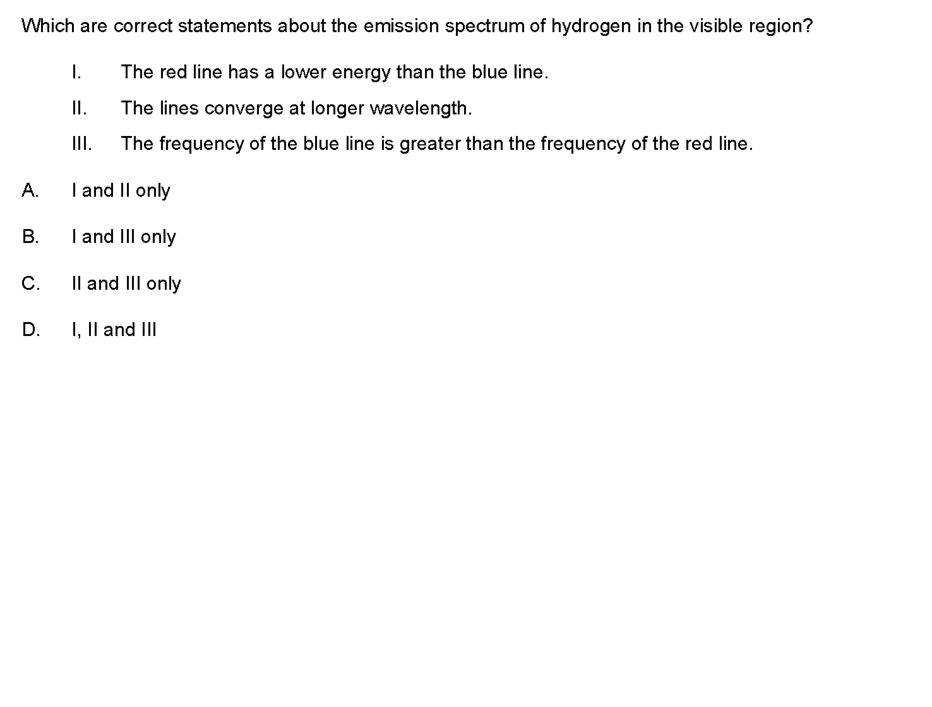 Which are correct statements about the emission spectrum of hydrogen in the visible region?
I. The red line has a lower energy than the blue line.
II. The lines converge at longer wavelength.
III. The frequency of the blue line is greater than the frequency of the red line.
A. I and II only
B. I and III only
C. II and III only
D. I, II and III